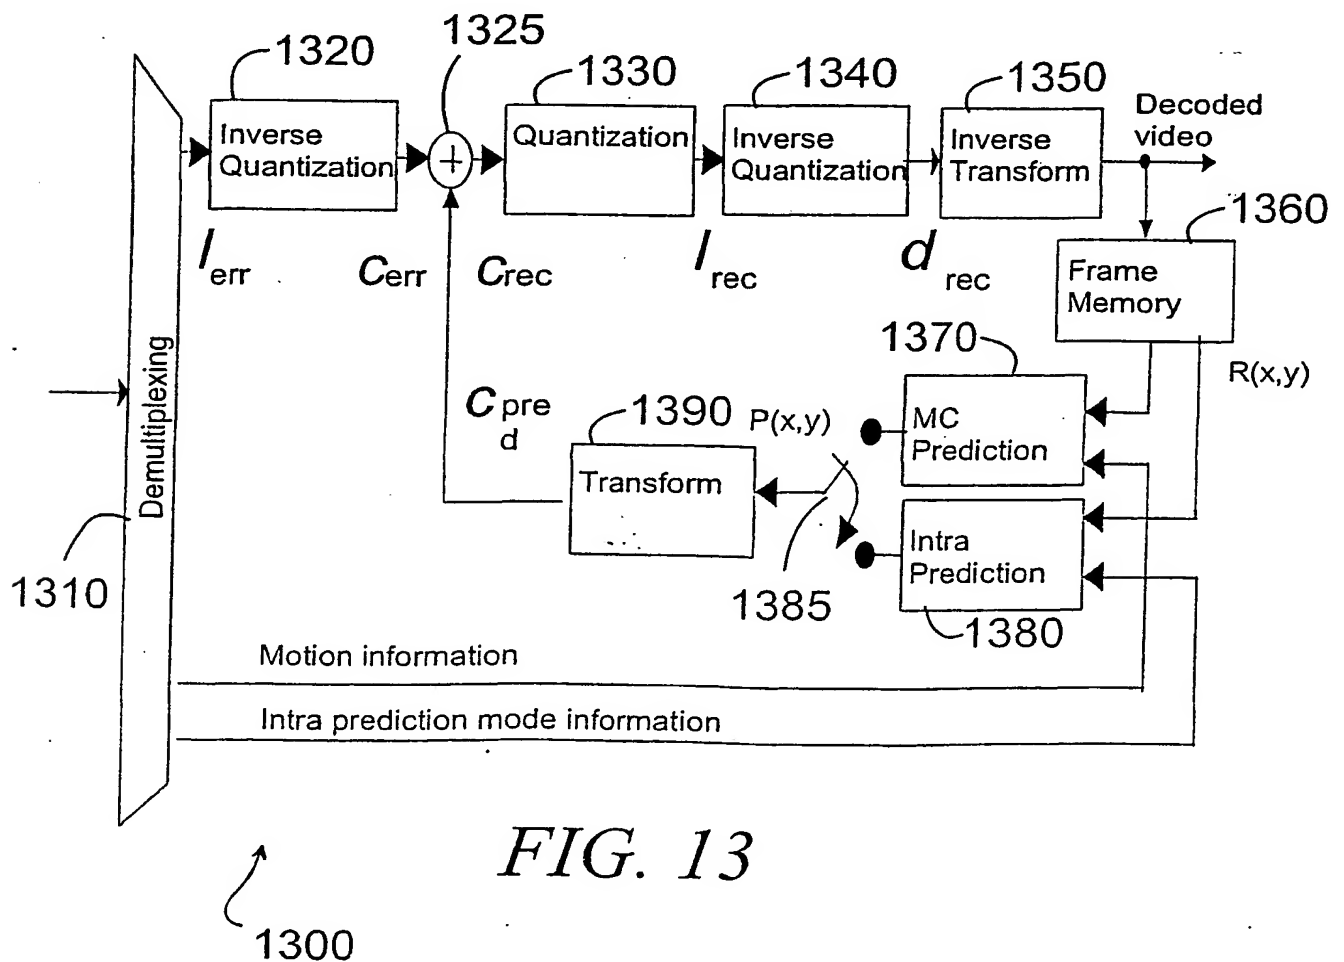 1320
1325
1330
1340
1350
Decoded
video
Inverse
Quantization
+
Quantization
Inverse
Quantization
Inverse
Transform
1360
l err
C err
C rec
l rec
d rec
Frame
Memory
1370
R(x,y)
Demultiplexing
C pre
d
1390
P(x,y)
MC
Prediction
Transform
Intra
Prediction
1310
1385
1380
Motion information
Intra prediction mode information
FIG. 13
1300